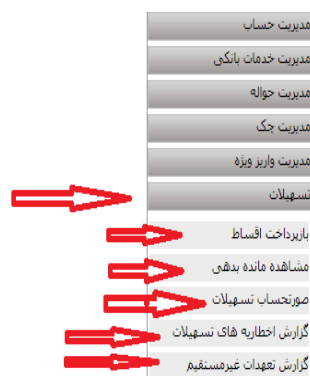 مدیریت حساب
مدیریت خدمات بانکی
مدیریت حواله
مدیریت چک
مدیریت واریز ویژه
تسهیلات
بازپرداخت اقساط
مشاهده مانده بدهی
صورتحساب تسهیلات
گزارش اخطاریه های تسهیلات
گزارش تعهدات غیرمستقیم